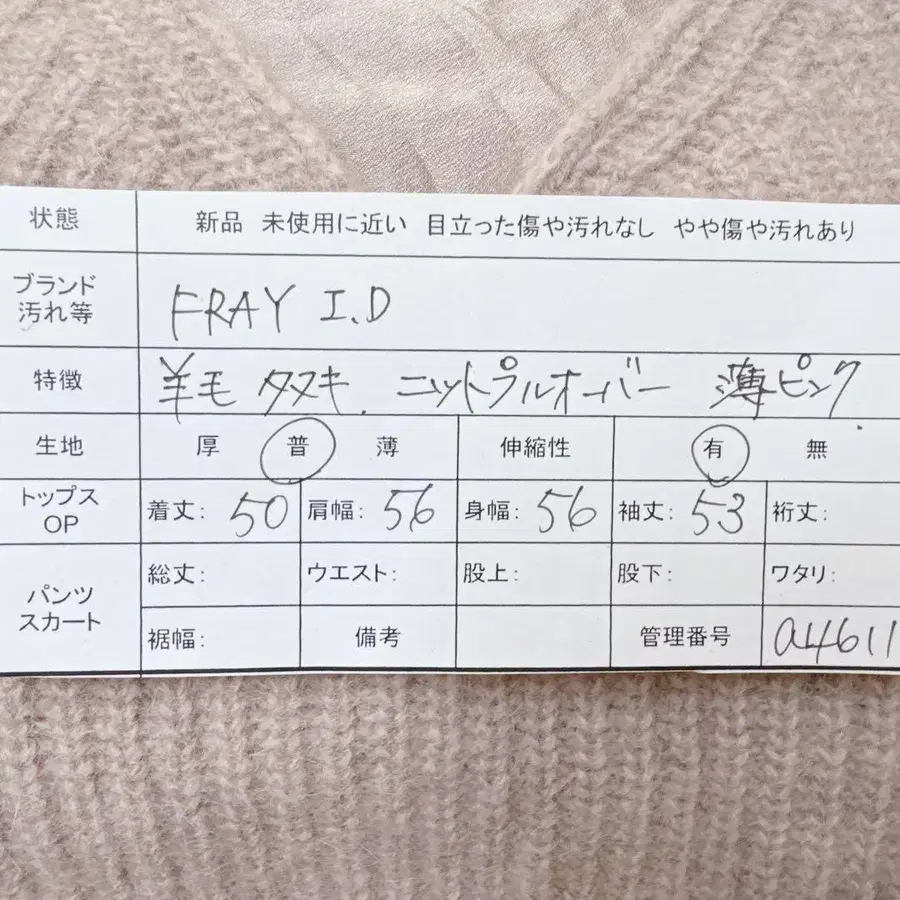 状態 新品 未使用に近い 目立った傷や汚れなし やや傷や汚れあり
ブランド
汚れ等 FRAY I.D
特徴 羊毛 タヌキ. ニットプルオーバー 薄ピンク
生地 厚 普 薄 伸縮性 有 無
トップス
OP 着丈: 50 肩幅: 56 身幅: 56 袖丈: 53 裄丈:
パンツ
スカート
総丈: ウエスト: 股上: 股下: ワタリ:
裾幅: 備考 管理番号 a4611